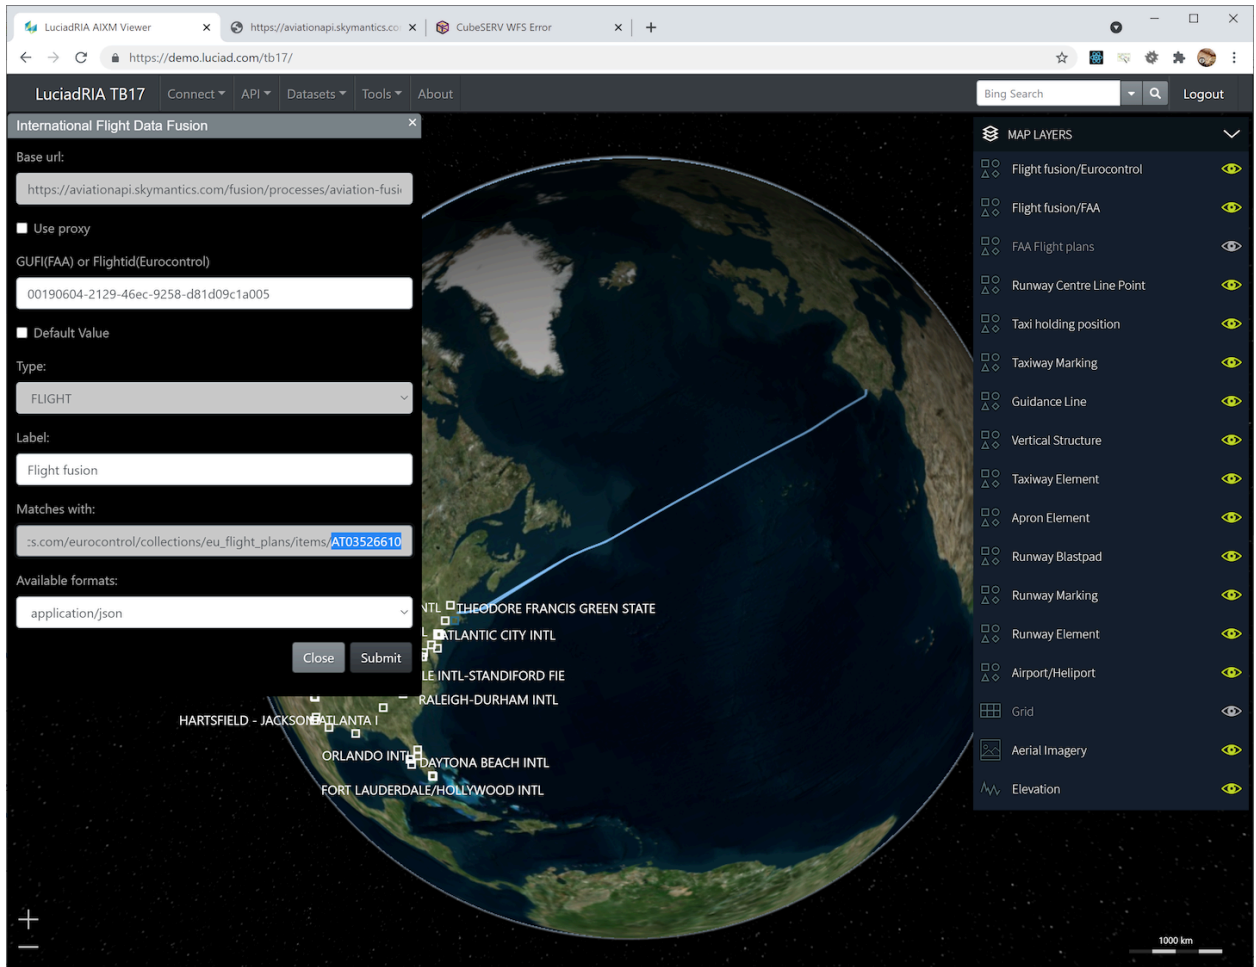 LuciadRIA AIXM Viewer
https://aviationapi.skymantics.co
CubeSERV WFS Error
https://demo.luciad.com/tb17/
LuciadRIA TB17 Connect API Datasets Tools About
Bing Search
Logout
International Flight Data Fusion
Base url:
https://aviationapi.skymantics.com/fusion/processes/aviation-fusi
Use proxy
GUFI(FAA) or Flightid(Eurocontrol)
00190604-2129-46ec-9258-d81d09c1a005
Default Value
Type:
FLIGHT
Label:
Flight fusion
Matches with:
:s.com/eurocontrol/collections/eu_flight_plans/items/AT03526610
Available formats:
application/json
Close Submit
NTL THEODORE FRANCIS GREEN STATE
L ATLANTIC CITY INTL
LE INTL-STANDIFORD FIE
RALEIGH-DURHAM INTL
HARTSFIELD - JACKSON ATLANTA I
ORLANDO INTL
DAYTONA BEACH INTL
FORT LAUDERDALE/HOLLYWOOD INTL
MAP LAYERS
Flight fusion/Eurocontrol
Flight fusion/FAA
FAA Flight plans
Runway Centre Line Point
Taxi holding position
Taxiway Marking
Guidance Line
Vertical Structure
Taxiway Element
Apron Element
Runway Blastpad
Runway Marking
Runway Element
Airport/Heliport
Grid
Aerial Imagery
Elevation
1000 km